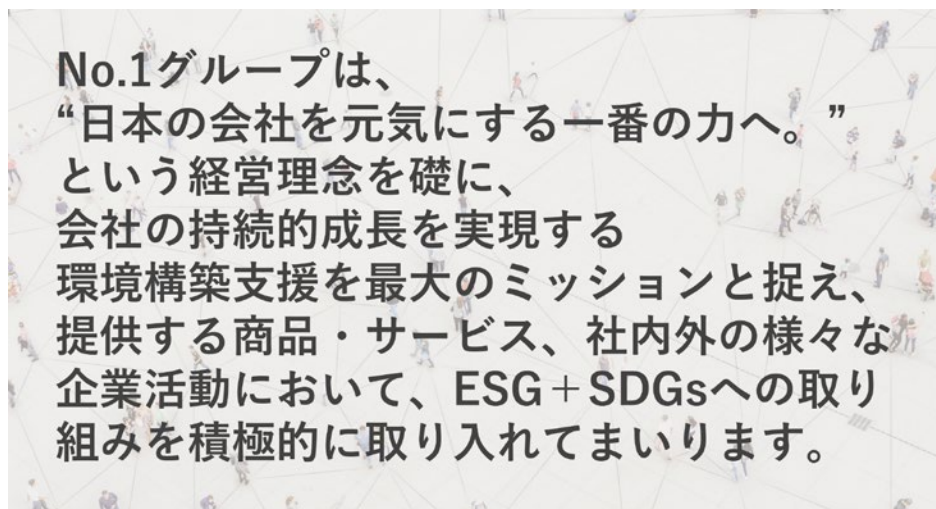 No.1グループは、
“日本の会社を元気にする一番の力へ。”
という経営理念を礎に、
会社の持続的成長を実現する
環境構築支援を最大のミッションと捉え、
提供する商品・サービス、社内外の様々な
企業活動において、ESG＋SDGsへの取り
組みを積極的に取り入れてまいります。